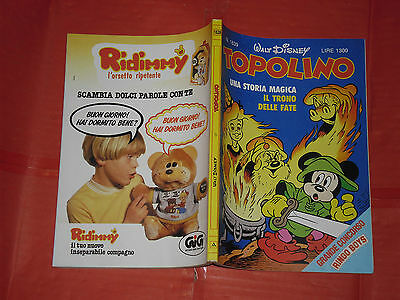 Ridimmy
l'orsetto ripetente
SCAMBIA DOLCI PAROLE CON TE
BUON GIORNO!
HAI DORMITO BENE?
BUON GIORNO!
HAI DORMITO BENE?
Ridimmy
il tuo nuovo
inseparabile compagno
GiG
TOPOLINO
WALT DISNEY
LIRE 1300
TOPOLINO
UNA STORIA MAGICA
IL TRONO
DELLE FATE
GRANDE CONCORSO
RINGO BOYS